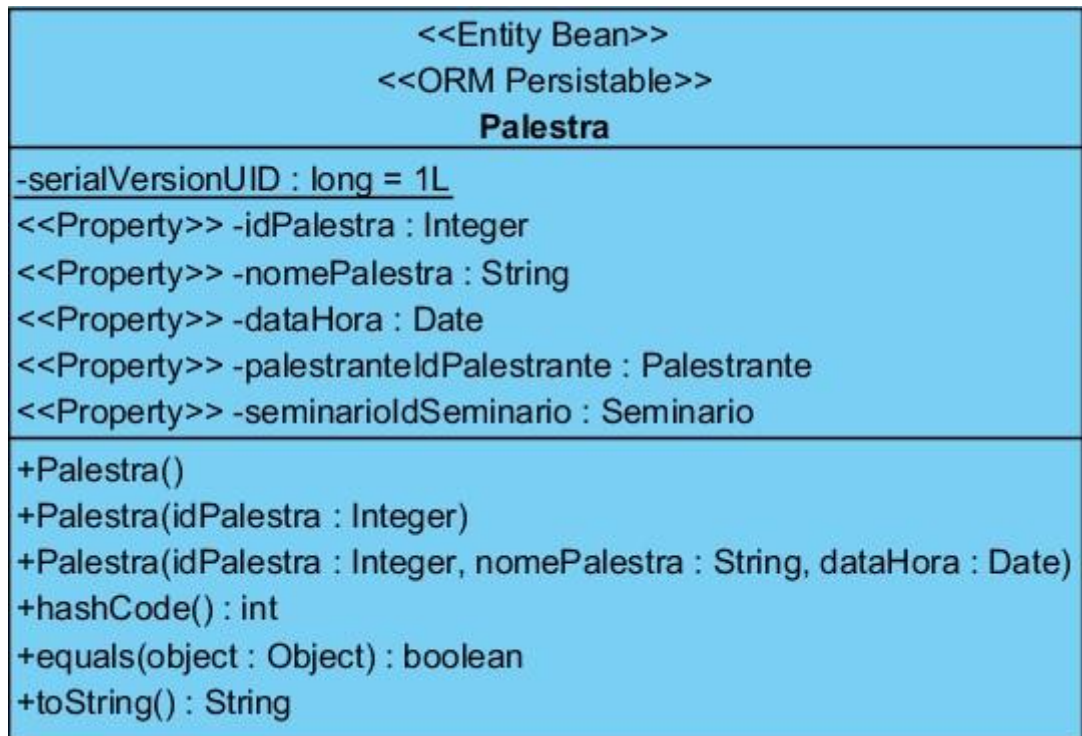 <<Entity Bean>>
<<ORM Persistable>>
Palestra
-serialVersionUID : long = 1L
<<Property>> -idPalestra : Integer
<<Property>> -nomePalestra : String
<<Property>> -dataHora : Date
<<Property>> -palestranteIdPalestrante : Palestrante
<<Property>> -seminarioIdSeminario : Seminario
+Palestra()
+Palestra(idPalestra : Integer)
+Palestra(idPalestra : Integer, nomePalestra : String, dataHora : Date)
+hashCode() : int
+equals(object : Object) : boolean
+toString() : String